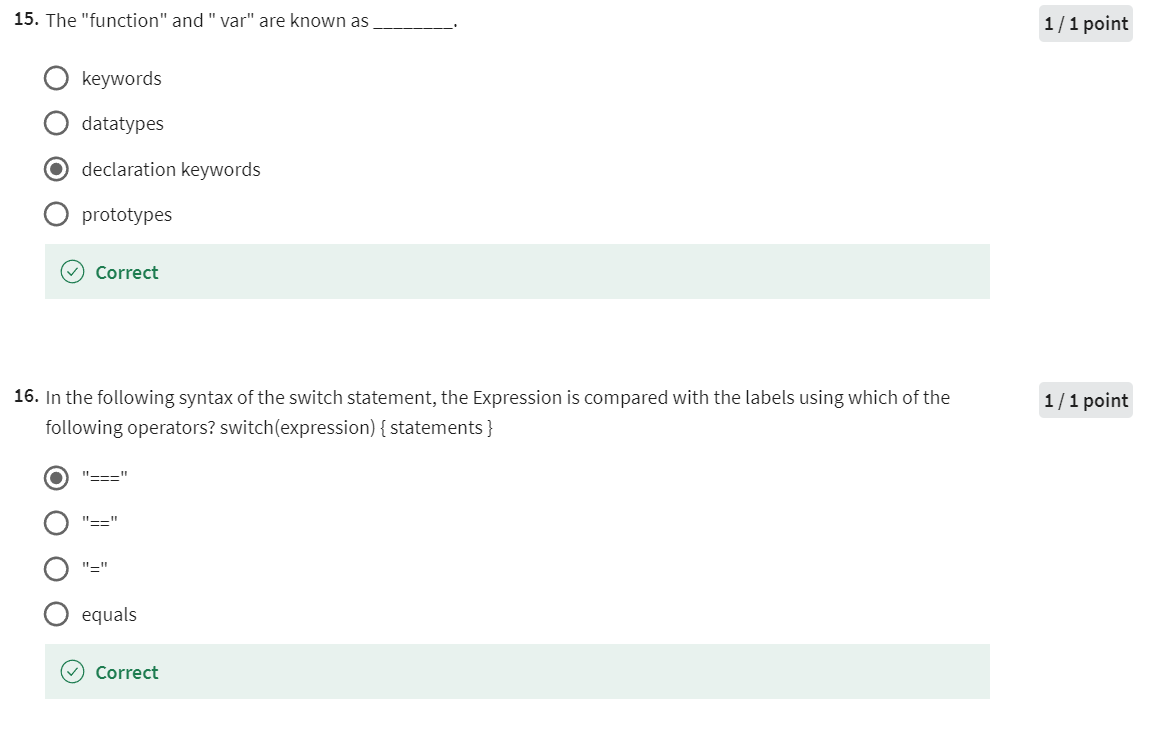 15. The "function" and " var" are known as ________.
1 / 1 point
keywords
datatypes
declaration keywords
prototypes
Correct
16. In the following syntax of the switch statement, the Expression is compared with the labels using which of the
1 / 1 point
following operators? switch(expression) { statements }
"==="
"=="
"="
equals
Correct